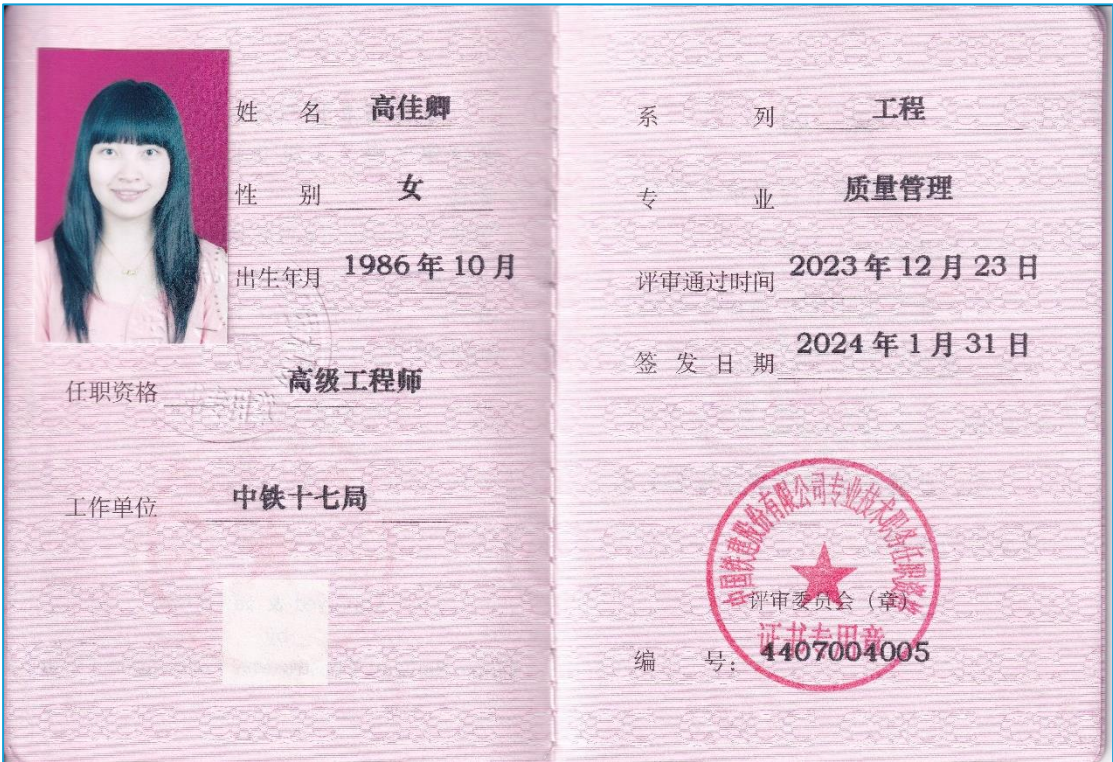 姓 名 高佳卿
性 别 女
出生年月 1986年10月
任职资格 高级工程师
工作单位 中铁十七局
系 列 工程
专 业 质量管理
评审通过时间 2023年12月23日
签发日期 2024年1月31日
中国铁建股份有限公司专业技术职务任职资格
评审委员会（章）
证书专用章
编 号： 4407004005